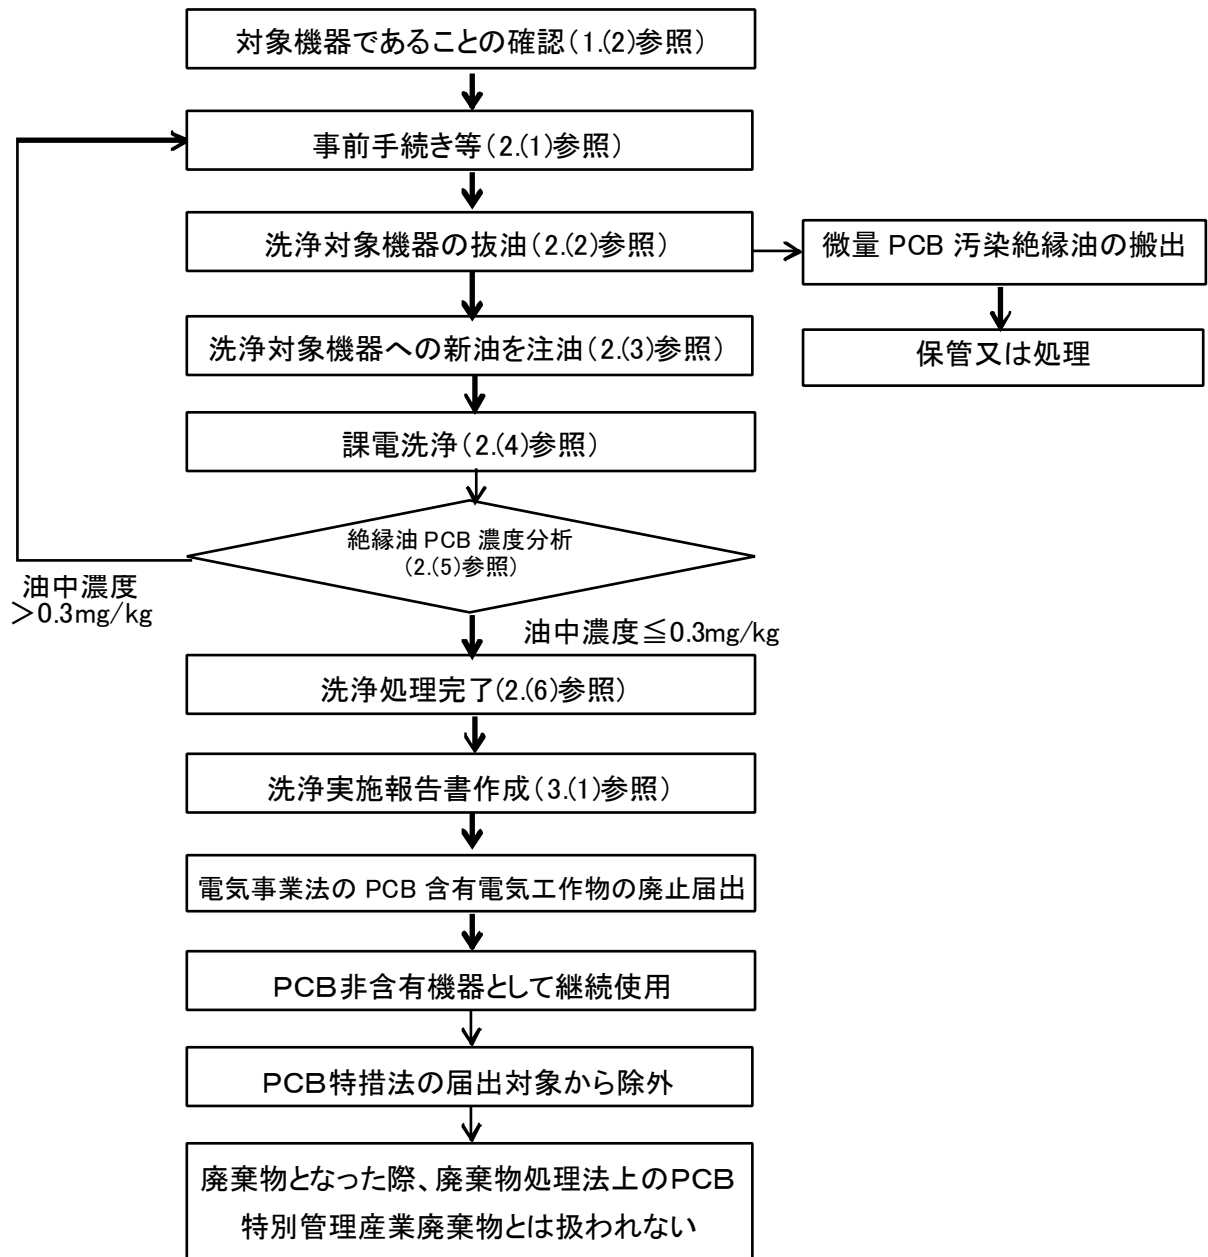 対象機器であることの確認(1.(2)参照)
事前手続き等(2.(1)参照)
洗浄対象機器の抜油(2.(2)参照)
微量 PCB 汚染絶縁油の搬出
洗浄対象機器への新油を注油(2.(3)参照)
保管又は処理
課電洗浄(2.(4)参照)
絶縁油 PCB 濃度分析
(2.(5)参照)
油中濃度
＞0.3mg/kg
油中濃度≦0.3mg/kg
洗浄処理完了(2.(6)参照)
洗浄実施報告書作成(3.(1)参照)
電気事業法の PCB 含有電気工作物の廃止届出
ＰＣＢ非含有機器として継続使用
ＰＣＢ特措法の届出対象から除外
廃棄物となった際、廃棄物処理法上のＰＣＢ
特別管理産業廃棄物とは扱われない